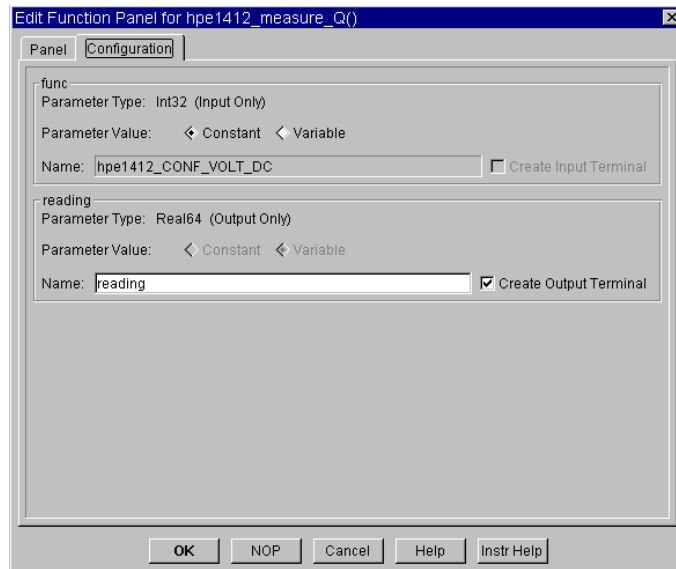 Edit Function Panel for hpe1412_measure_Q()
Panel Configuration
func
Parameter Type: Int32 (Input Only)
Parameter Value: Constant Variable
Name: hpe1412_CONF_VOLT_DC Create Input Terminal
reading
Parameter Type: Real64 (Output Only)
Parameter Value: Constant Variable
Name: reading Create Output Terminal
OK NOP Cancel Help Instr Help